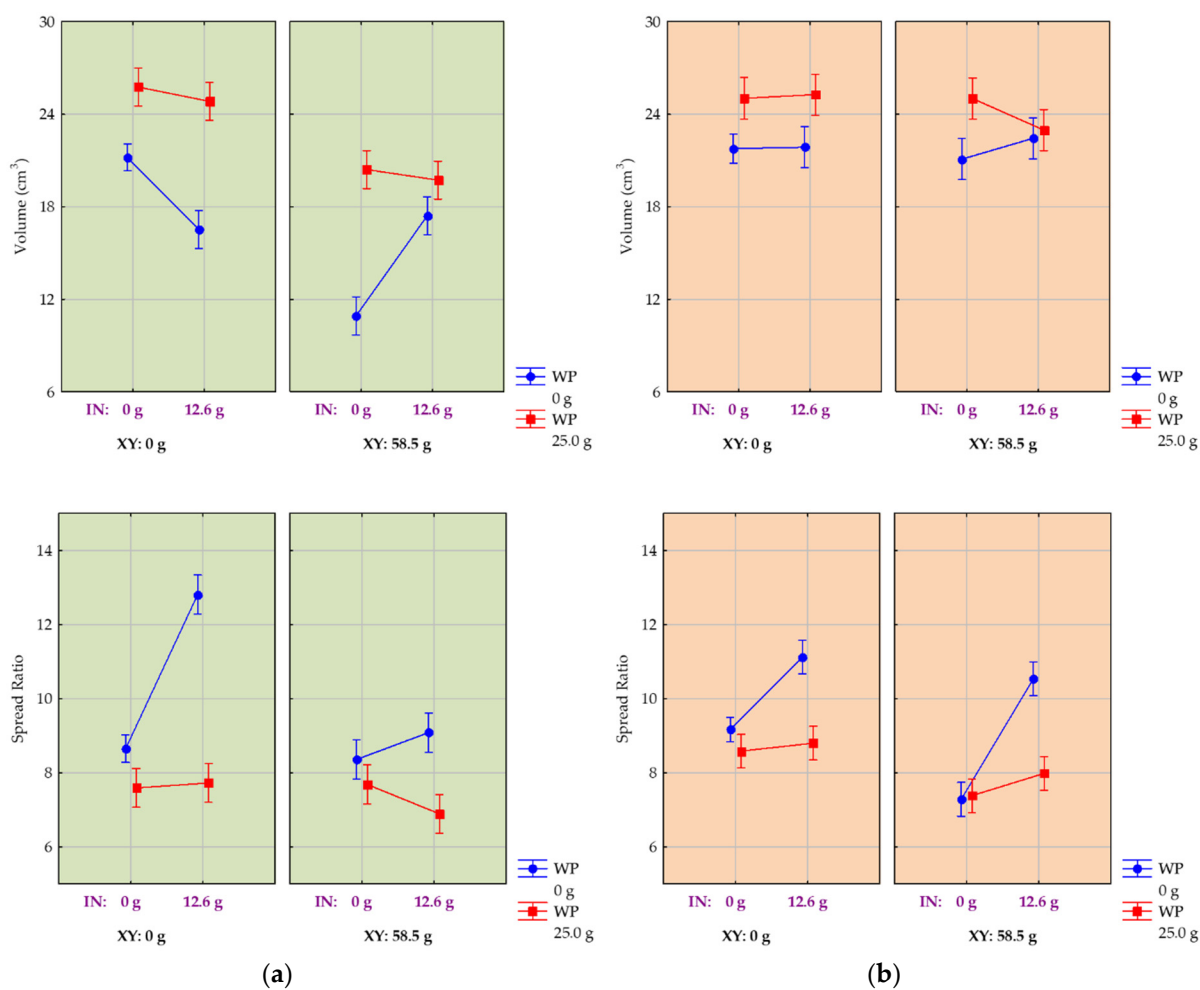 30
24
18
12
6
Volume (cm³)
IN: 0 g 12.6 g
IN: 0 g 12.6 g
XY: 0 g
XY: 58.5 g
WP
0 g
WP
25.0 g
30
24
18
12
6
Volume (cm³)
IN: 0 g 12.6 g
IN: 0 g 12.6 g
XY: 0 g
XY: 58.5 g
WP
0 g
WP
25.0 g
14
12
10
8
6
Spread Ratio
IN: 0 g 12.6 g
IN: 0 g 12.6 g
XY: 0 g
XY: 58.5 g
WP
0 g
WP
25.0 g
14
12
10
8
6
Spread Ratio
IN: 0 g 12.6 g
IN: 0 g 12.6 g
XY: 0 g
XY: 58.5 g
WP
0 g
WP
25.0 g
(a)
(b)